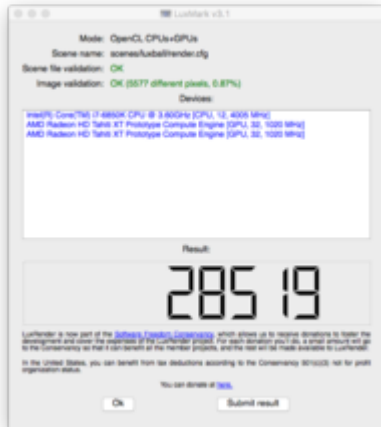 LuxMark v3.1
Mode: OpenCL CPUs+GPUs
Scene name: scenes/luxball/render.cfg
Scene file validation: OK
Image validation: OK (5577 different pixels, 0.87%)
Devices:
Intel(R) Core(TM) i7-6850K CPU @ 3.60GHz [CPU, 12, 4005 MHz]
AMD Radeon HD Tahiti XT Prototype Compute Engine [GPU, 32, 1020 MHz]
AMD Radeon HD Tahiti XT Prototype Compute Engine [GPU, 32, 1020 MHz]
Result:
28519
LuxRender is now part of the Software Freedom Conservancy, which allows us to receive donations to foster the
development and cover the expenses of the LuxRender project. For each donation you'll do, a small amount will go
to the Conservancy so that it can benefit all the member projects, and the rest will be made available to LuxRender.
In the United States, you can benefit from tax deductions according to the Conservancy 501(c)(3) not for profit
organization status.
You can donate at here.
Ok
Submit result